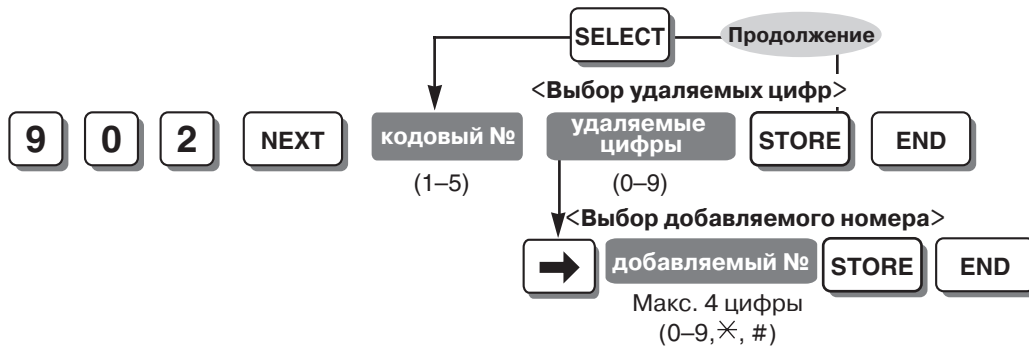 SELECT Продолжение
<Выбор удаляемых цифр>
9 0 2 NEXT кодовый № удаляемые цифры STORE END
(1–5) (0–9)
<Выбор добавляемого номера>
➡ добавляемый № STORE END
Макс. 4 цифры
(0–9,✕, #)